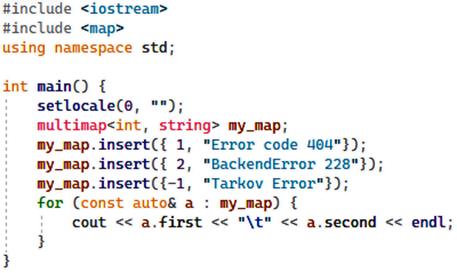 #include <iostream>
#include <map>
using namespace std;
int main() {
setlocale(0, "");
multimap<int, string> my_map;
my_map.insert({ 1, "Error code 404"});
my_map.insert({ 2, "BackendError 228"});
my_map.insert({-1, "Tarkov Error"});
for (const auto& a : my_map) {
cout << a.first << "\t" << a.second << endl;
}
}